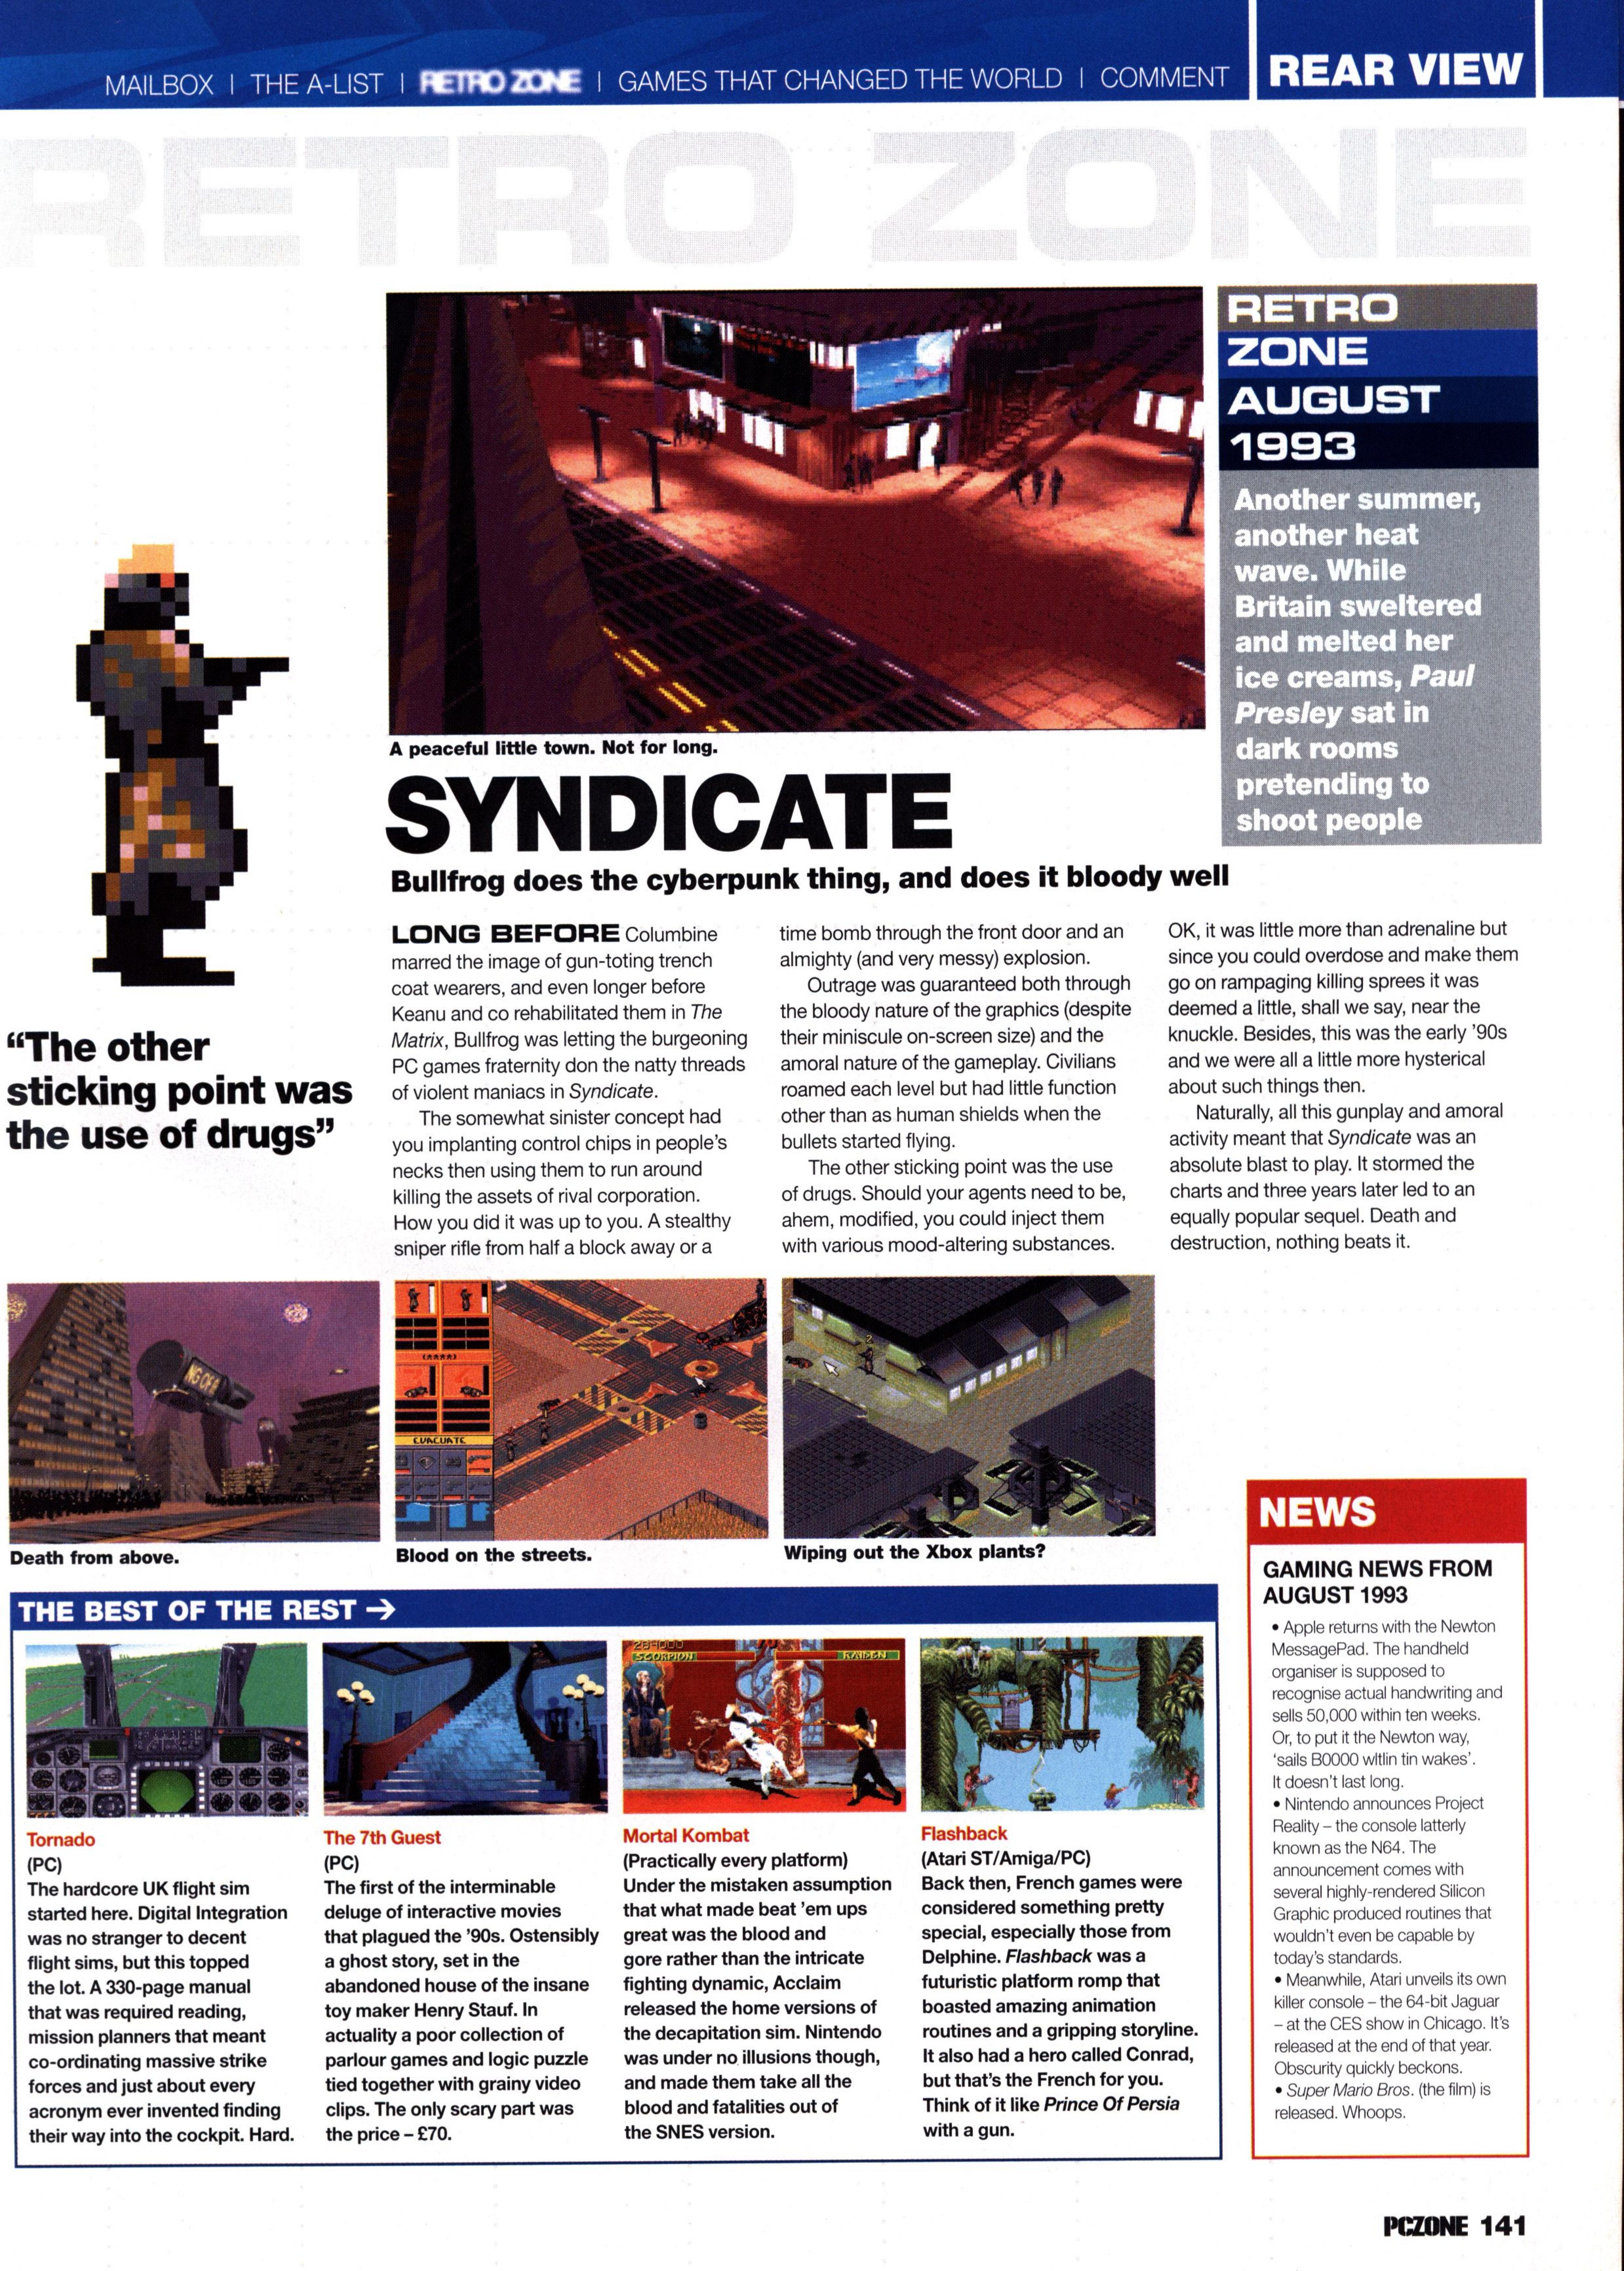 MAILBOX | THE A-LIST | RETRO ZONE | GAMES THAT CHANGED THE WORLD | COMMENT
REAR VIEW
RETRO ZONE
RETRO
ZONE
AUGUST
1993
Another summer,
another heat
wave. While
Britain sweltered
and melted her
ice creams, Paul
Presley sat in
dark rooms
pretending to
shoot people
A peaceful little town. Not for long.
SYNDICATE
Bullfrog does the cyberpunk thing, and does it bloody well
"The other
sticking point was
the use of drugs"
LONG BEFORE Columbine
marred the image of gun-toting trench
coat wearers, and even longer before
Keanu and co rehabilitated them in The
Matrix, Bullfrog was letting the burgeoning
PC games fraternity don the natty threads
of violent maniacs in Syndicate.
The somewhat sinister concept had
you implanting control chips in people's
necks then using them to run around
killing the assets of rival corporation.
How you did it was up to you. A stealthy
sniper rifle from half a block away or a
time bomb through the front door and an
almighty (and very messy) explosion.
Outrage was guaranteed both through
the bloody nature of the graphics (despite
their miniscule on-screen size) and the
amoral nature of the gameplay. Civilians
roamed each level but had little function
other than as human shields when the
bullets started flying.
The other sticking point was the use
of drugs. Should your agents need to be,
ahem, modified, you could inject them
with various mood-altering substances.
OK, it was little more than adrenaline but
since you could overdose and make them
go on rampaging killing sprees it was
deemed a little, shall we say, near the
knuckle. Besides, this was the early '90s
and we were all a little more hysterical
about such things then.
Naturally, all this gunplay and amoral
activity meant that Syndicate was an
absolute blast to play. It stormed the
charts and three years later led to an
equally popular sequel. Death and
destruction, nothing beats it.
EVACUATE
2
Death from above.
Blood on the streets.
Wiping out the Xbox plants?
THE BEST OF THE REST →
SCORPION
RAIDEN
Tornado
(PC)
The hardcore UK flight sim
started here. Digital Integration
was no stranger to decent
flight sims, but this topped
the lot. A 330-page manual
that was required reading,
mission planners that meant
co-ordinating massive strike
forces and just about every
acronym ever invented finding
their way into the cockpit. Hard.
The 7th Guest
(PC)
The first of the interminable
deluge of interactive movies
that plagued the '90s. Ostensibly
a ghost story, set in the
abandoned house of the insane
toy maker Henry Stauf. In
actuality a poor collection of
parlour games and logic puzzle
tied together with grainy video
clips. The only scary part was
the price – £70.
Mortal Kombat
(Practically every platform)
Under the mistaken assumption
that what made beat 'em ups
great was the blood and
gore rather than the intricate
fighting dynamic, Acclaim
released the home versions of
the decapitation sim. Nintendo
was under no illusions though,
and made them take all the
blood and fatalities out of
the SNES version.
Flashback
(Atari ST/Amiga/PC)
Back then, French games were
considered something pretty
special, especially those from
Delphine. Flashback was a
futuristic platform romp that
boasted amazing animation
routines and a gripping storyline.
It also had a hero called Conrad,
but that's the French for you.
Think of it like Prince Of Persia
with a gun.
NEWS
GAMING NEWS FROM
AUGUST 1993
• Apple returns with the Newton
MessagePad. The handheld
organiser is supposed to
recognise actual handwriting and
sells 50,000 within ten weeks.
Or, to put it the Newton way,
'sails B0000 wltlin tin wakes'.
It doesn't last long.
• Nintendo announces Project
Reality – the console latterly
known as the N64. The
announcement comes with
several highly-rendered Silicon
Graphic produced routines that
wouldn't even be capable by
today's standards.
• Meanwhile, Atari unveils its own
killer console – the 64-bit Jaguar
– at the CES show in Chicago. It's
released at the end of that year.
Obscurity quickly beckons.
• Super Mario Bros. (the film) is
released. Whoops.
PCZONE 141